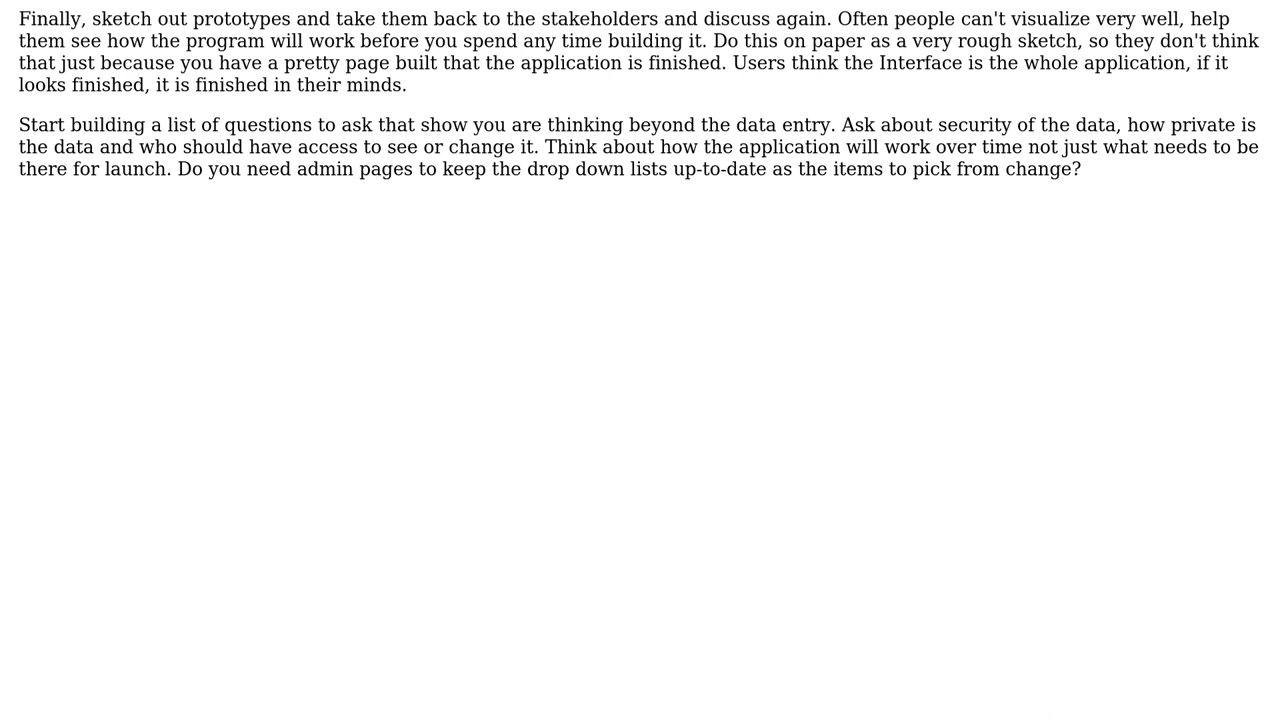 Finally, sketch out prototypes and take them back to the stakeholders and discuss again. Often people can't visualize very well, help
them see how the program will work before you spend any time building it. Do this on paper as a very rough sketch, so they don't think
that just because you have a pretty page built that the application is finished. Users think the Interface is the whole application, if it
looks finished, it is finished in their minds.
Start building a list of questions to ask that show you are thinking beyond the data entry. Ask about security of the data, how private is
the data and who should have access to see or change it. Think about how the application will work over time not just what needs to be
there for launch. Do you need admin pages to keep the drop down lists up-to-date as the items to pick from change?